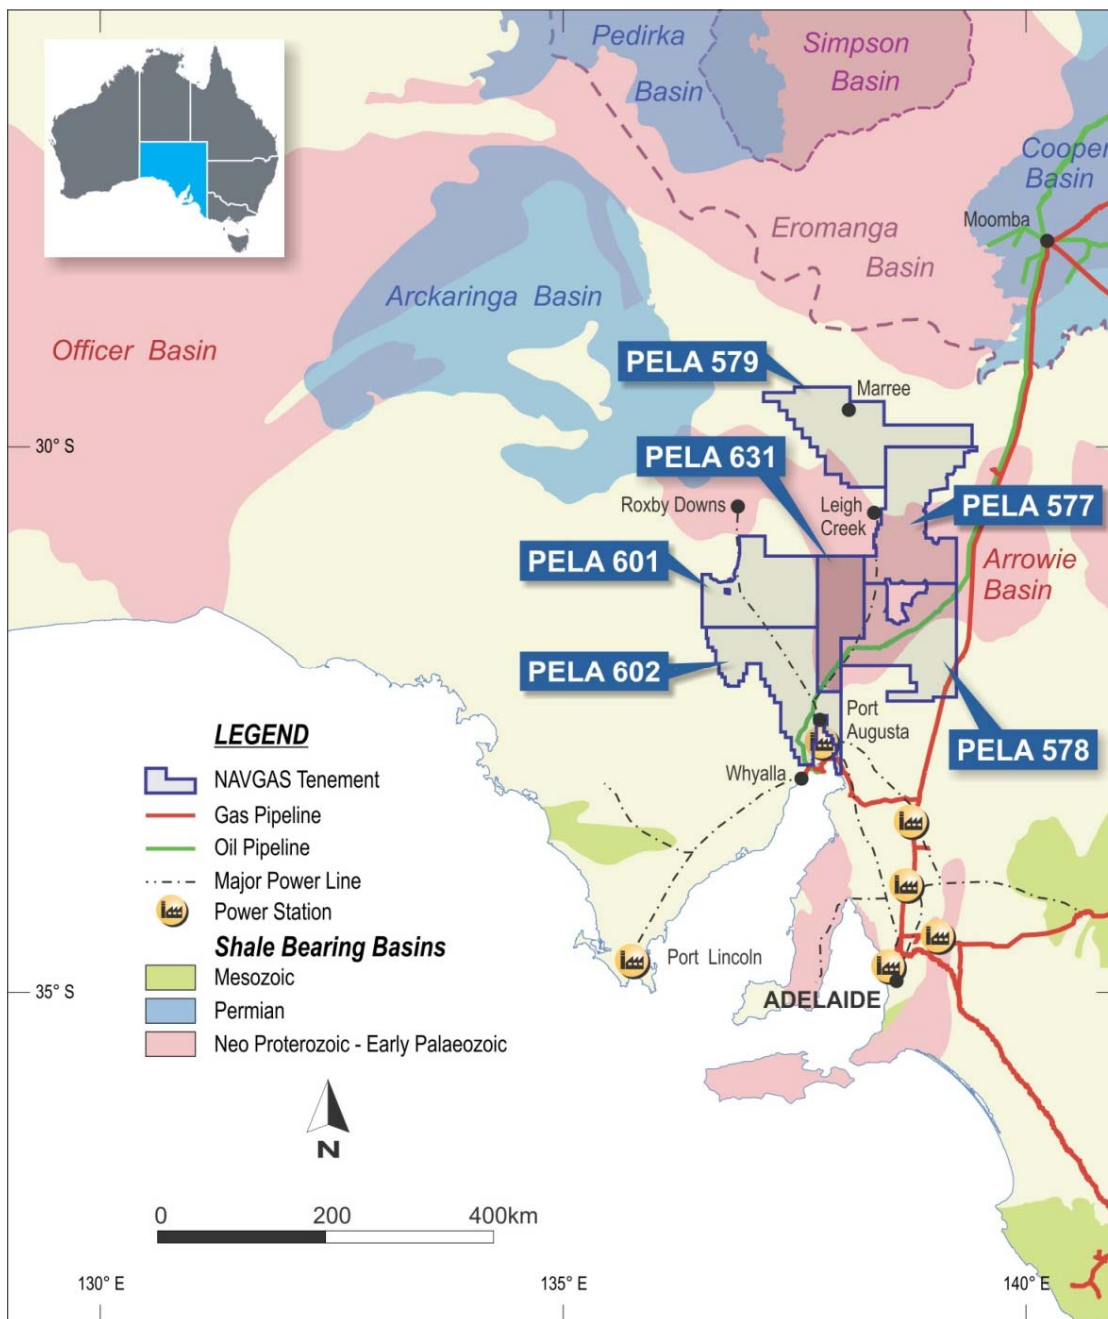 Pedirka
Basin
Simpson
Basin
Cooper
Basin
Moomba
Eromanga
Basin
Arckaringa Basin
Officer Basin
PELA 579
Marree
30° S
PELA 631
Roxby Downs
Leigh
Creek
PELA 577
PELA 601
Arrowie
Basin
PELA 602
Port
Augusta
PELA 578
Whyalla
LEGEND
NAVGAS Tenement
Gas Pipeline
Oil Pipeline
Major Power Line
Power Station
Shale Bearing Basins
Mesozoic
Permian
Neo Proterozoic - Early Palaeozoic
Port Lincoln
35° S
ADELAIDE
N
0 200 400km
130° E 135° E 140° E